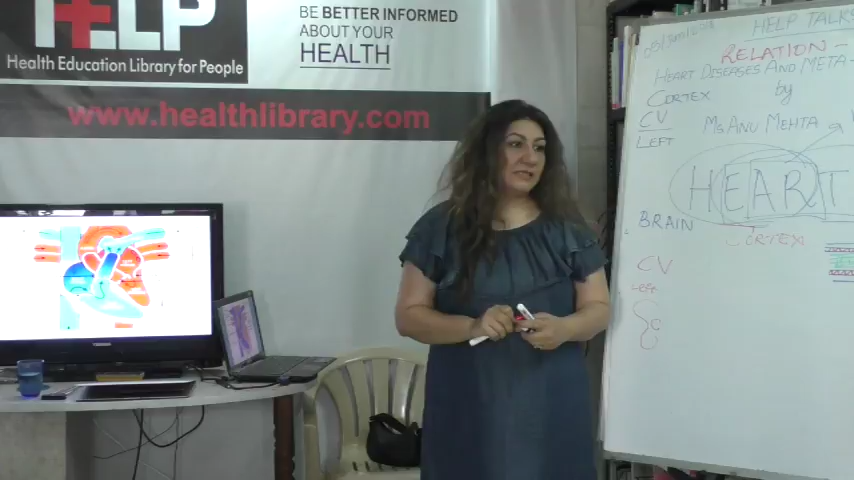 HELP
Health Education Library for People
BE BETTER INFORMED
ABOUT YOUR
HEALTH
www.healthlibrary.com
HELP TALKS
RELATION -
HEART DISEASES AND META-
CORTEX
by
CV
MS ANU MEHTA
LEFT
HEART
BRAIN
CORTEX
CV
LEFT